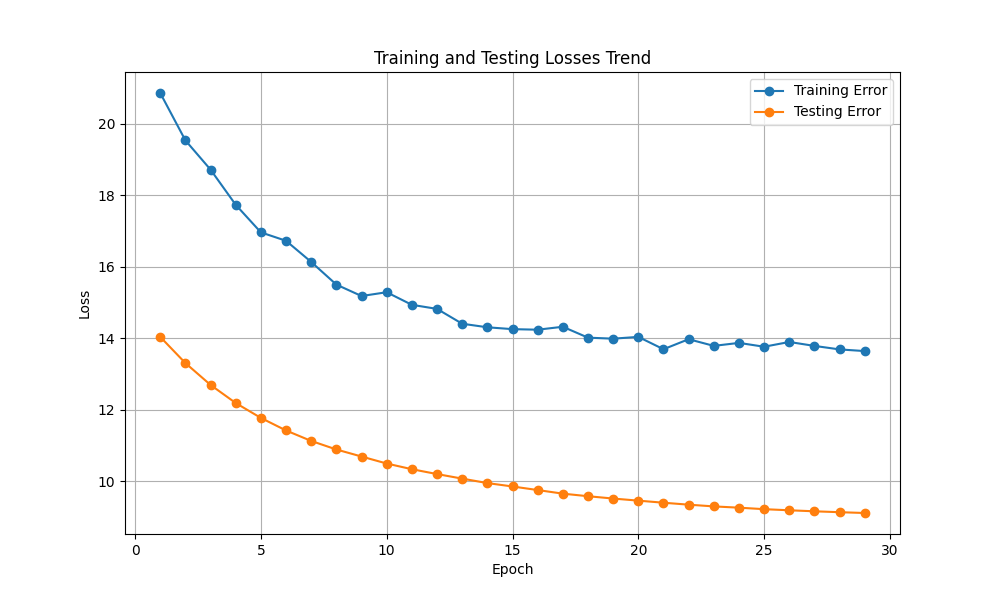 Training and Testing Losses Trend
Training Error
Testing Error
Loss
20
18
16
14
12
10
0 5 10 15 20 25 30
Epoch